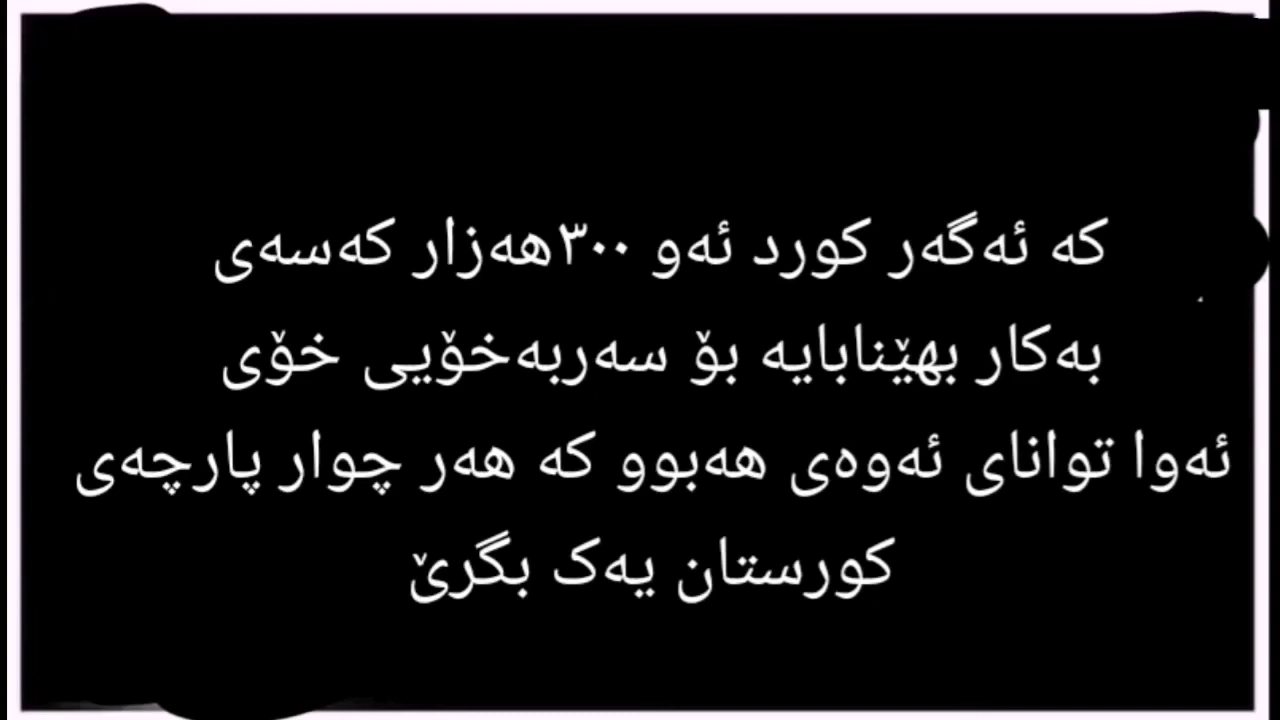 که ئەگەر کورد ئەو ٣٠٠هەزار کەسەی
بەکار بهێنابایە بۆ سەربەخۆیی خۆی
ئەوا توانای ئەوەی هەبوو کە هەر چوار پارچەی
کورستان یەک بگرێ